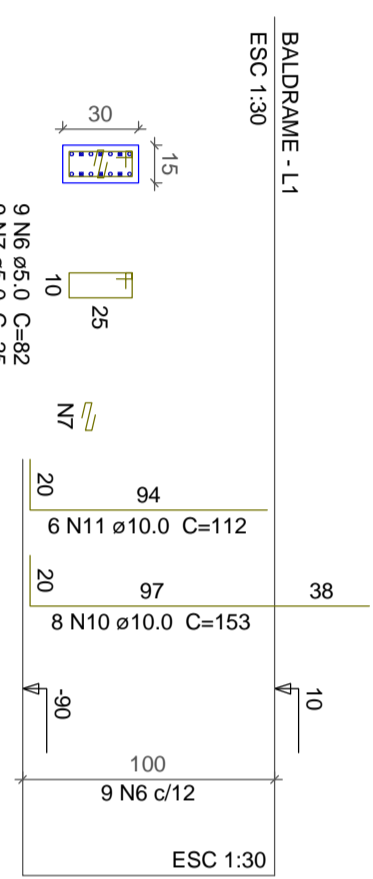 BALDRAME - L1
ESC 1:30
30
15
10
25
9 N6 ø5.0 C=82
N7
20
94
6 N11 ø10.0 C=112
20
97
38
8 N10 ø10.0 C=153
-90
10
100
9 N6 c/12
ESC 1:30